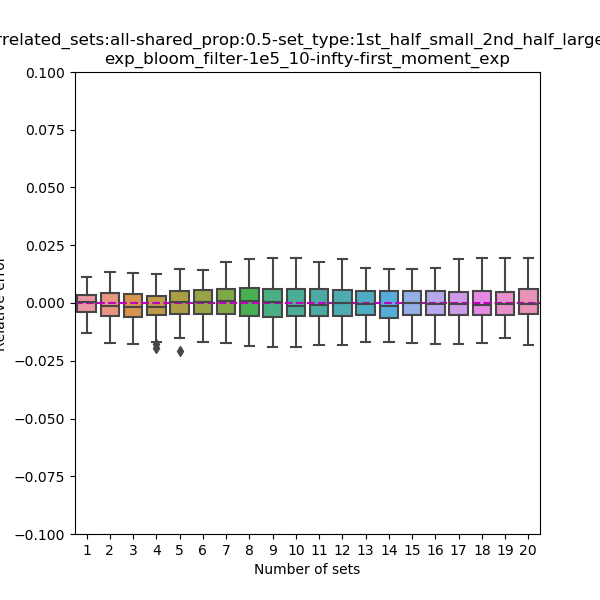 related_sets:all-shared_prop:0.5-set_type:1st_half_small_2nd_half_large
exp_bloom_filter-1e5_10-infty-first_moment_exp
0.100
0.075
0.050
0.025
0.000
−0.025
−0.050
−0.075
−0.100
Relative error
1 2 3 4 5 6 7 8 9 10 11 12 13 14 15 16 17 18 19 20
Number of sets